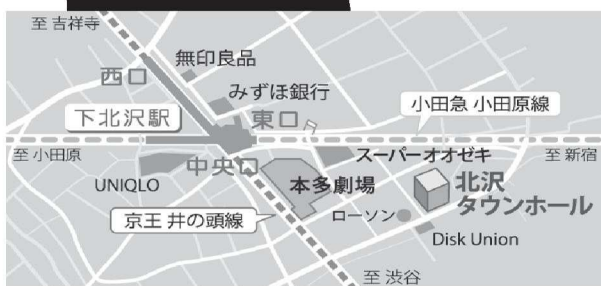 至 吉祥寺
無印良品
西口
みずほ銀行
小田急 小田原線
下北沢駅
東口
至 小田原
中央口
スーパーオオゼキ
至 新宿
UNIQLO
本多劇場
北沢
タウンホール
京王 井の頭線
ローソン
Disk Union
至 渋谷